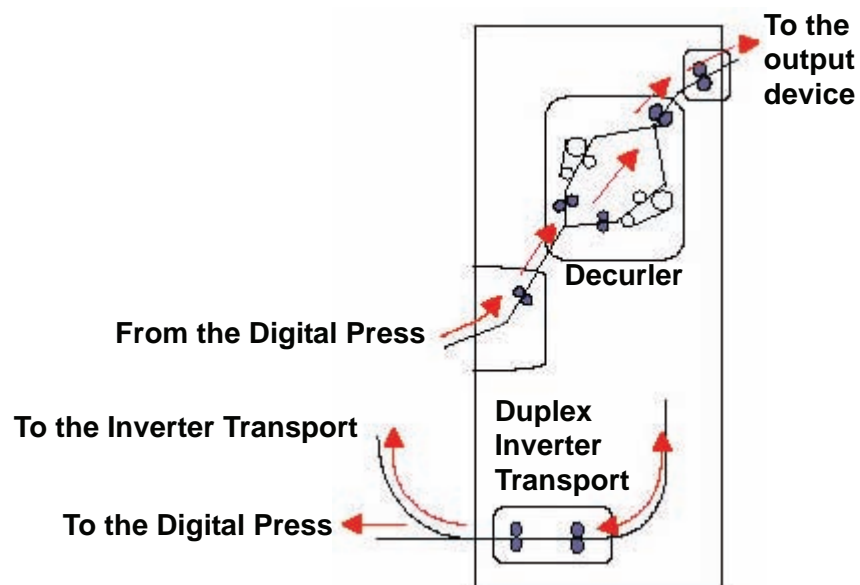 To the
output
device
Decurler
From the Digital Press
Duplex
Inverter
Transport
To the Inverter Transport
To the Digital Press